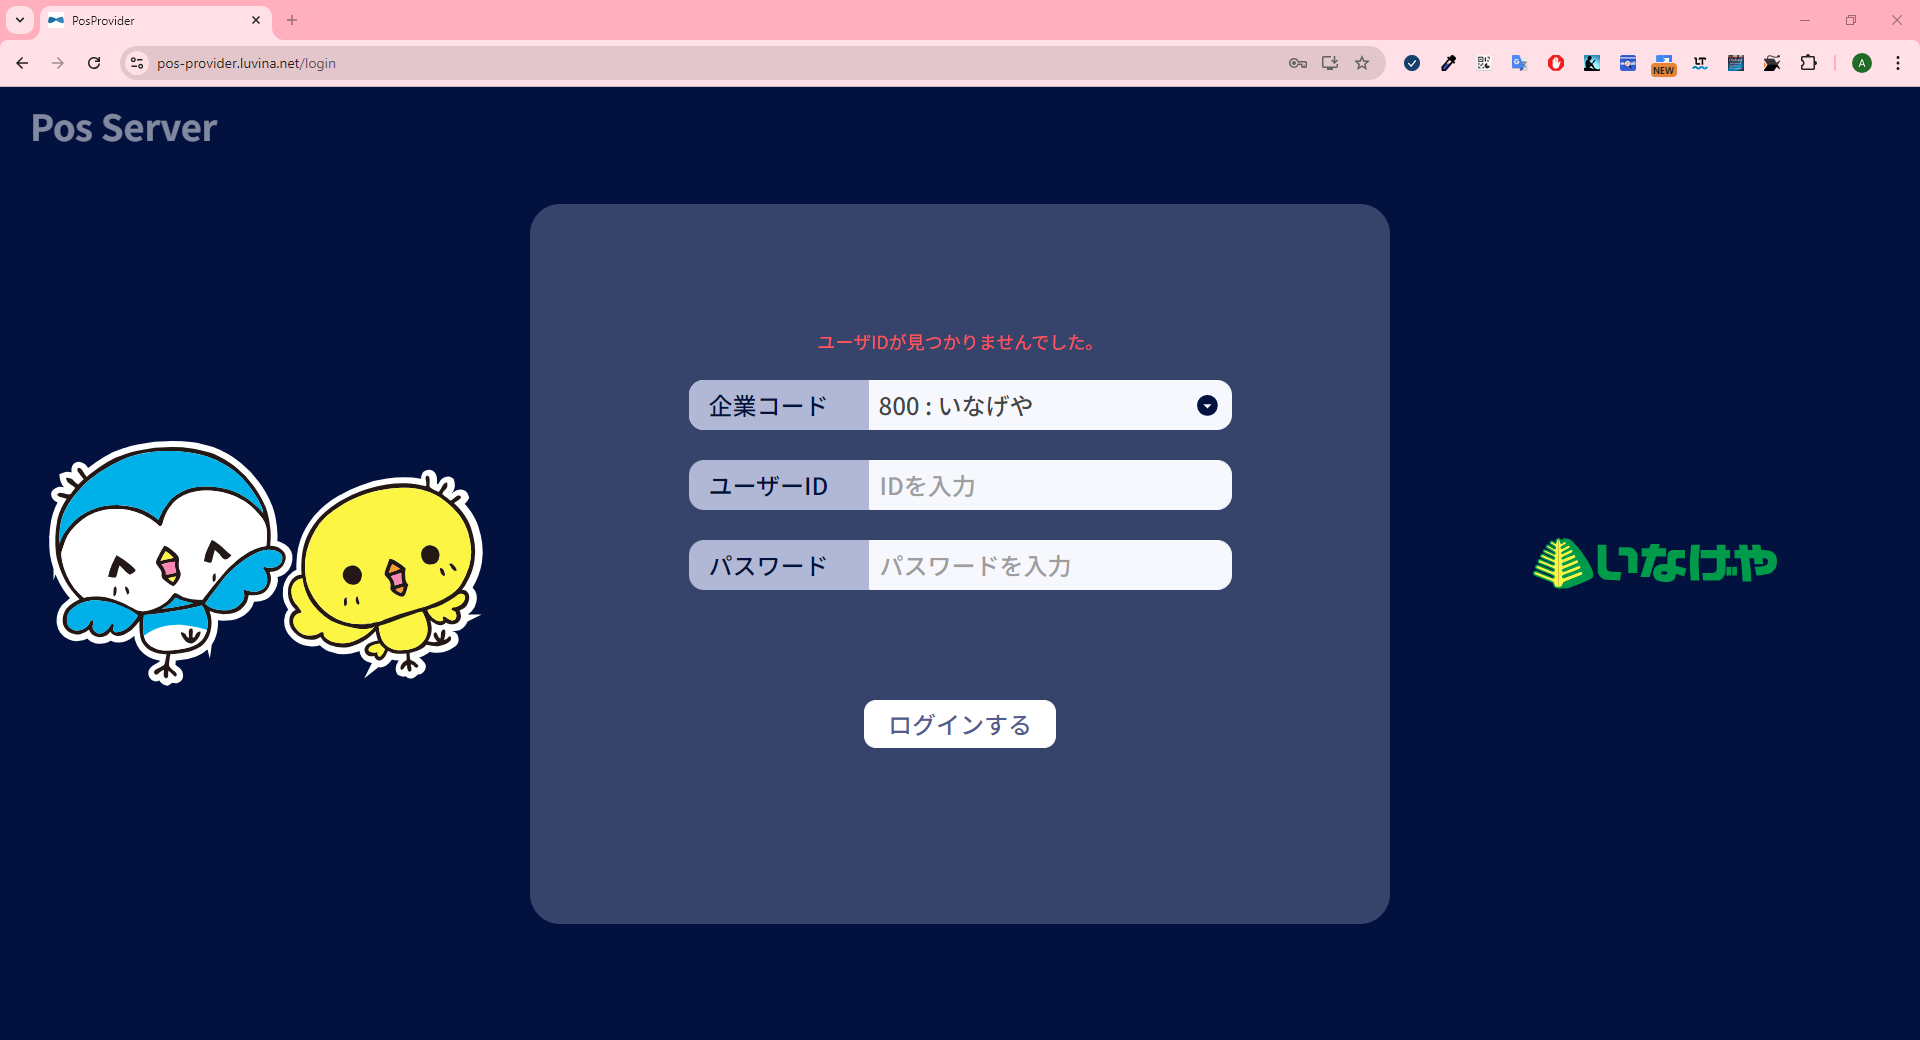 PosProvider
pos-provider.luvina.net/login
NEW
LT
A
Pos Server
ユーザIDが見つかりませんでした。
企業コード
800 : いなげや
ユーザーID
IDを入力
パスワード
パスワードを入力
いなげや
ログインする